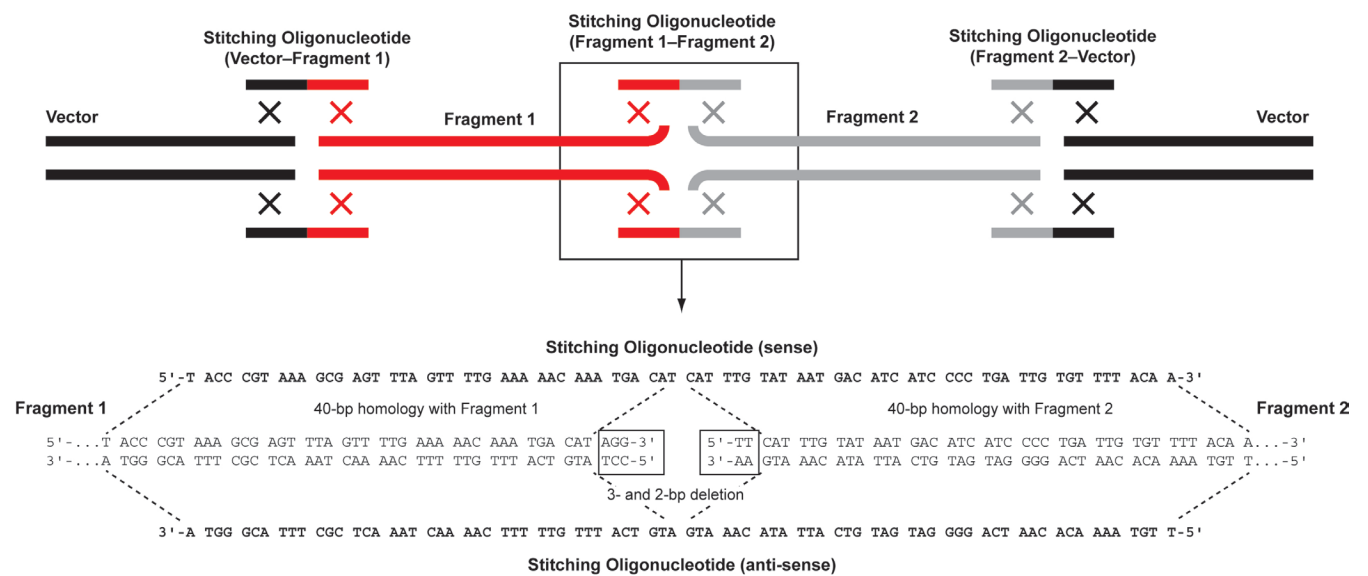 Stitching Oligonucleotide
(Fragment 1–Fragment 2)
Stitching Oligonucleotide
(Vector–Fragment 1)
Stitching Oligonucleotide
(Fragment 2–Vector)
Vector
Fragment 1
Fragment 2
Vector
Stitching Oligonucleotide (sense)
5'-T ACC CGT AAA GCG AGT TTA GTT TTG AAA AAC AAA TGA CAT CAT TTG TAT AAT GAC ATC ATC CCC TGA TTG TGT TTT ACA A-3'
Fragment 1
40-bp homology with Fragment 1
40-bp homology with Fragment 2
Fragment 2
5'-...T ACC CGT AAA GCG AGT TTA GTT TTG AAA AAC AAA TGA CAT AGG-3'
5'-TT CAT TTG TAT AAT GAC ATC ATC CCC TGA TTG TGT TTT ACA A...-3'
3'-...A TGG GCA TTT CGC TCA AAT CAA AAC TTT TTG TTT ACT GTA TCC-5'
3'-AA GTA AAC ATA TTA CTG TAG TAG GGG ACT AAC ACA AAA TGT T...-5'
3- and 2-bp deletion
3'-A TGG GCA TTT CGC TCA AAT CAA AAC TTT TTG TTT ACT GTA GTA AAC ATA TTA CTG TAG TAG GGG ACT AAC ACA AAA TGT T-5'
Stitching Oligonucleotide (anti-sense)